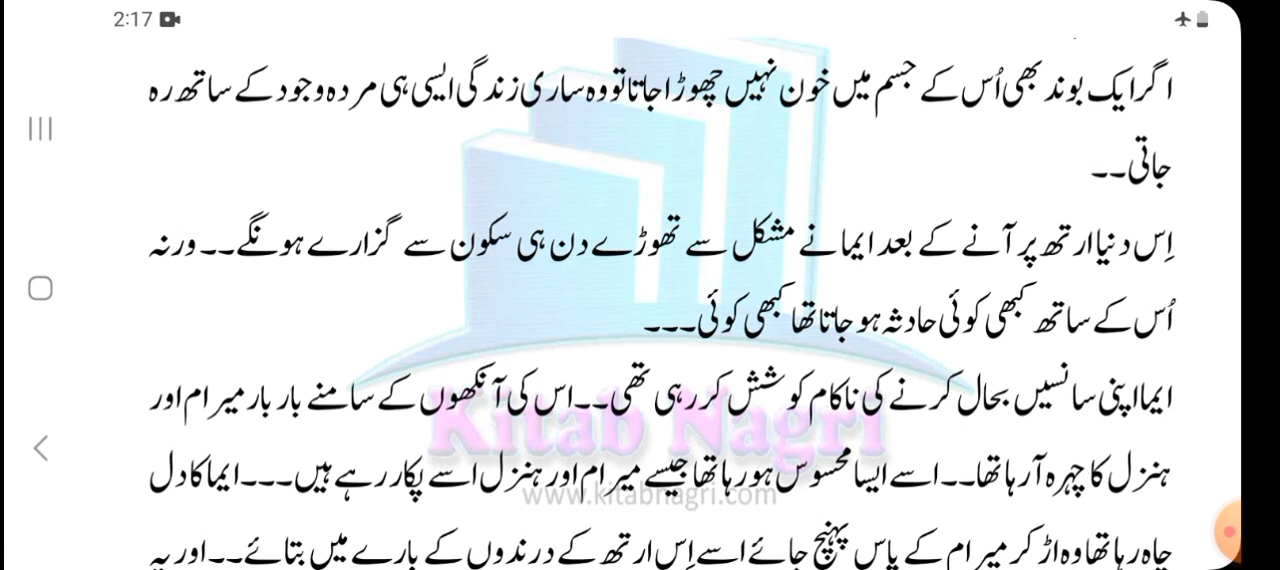 2:17
اگر ایک بوند بھی اُس کے جسم میں خون نہیں چھوڑا جاتا تو وہ ساری زندگی ایسی ہی مردہ وجود کے ساتھ رہ
جاتی۔۔
اِس دنیا ارتھ پر آنے کے بعد ایما نے مشکل سے تھوڑے دن ہی سکون سے گزارے ہونگے۔۔ ورنہ
اُس کے ساتھ کبھی کوئی حادثہ ہو جاتا تھا کبھی کوئی۔۔۔
ایما اپنی سانسیں بحال کرنے کی ناکام کوشش کر رہی تھی۔۔ اس کی آنکھوں کے سامنے بار بار میرام اور
Kitab Nagri
ہنزل کا چہرہ آرہا تھا۔۔ اسے ایسا محسوس ہو رہا تھا جیسے میرام اور ہنزل اسے پکار رہے ہیں۔۔۔ ایما کا دل
www.kitabnagri.com
چاہ رہا تھا وہ اڑ کر میرام کے پاس پہنچ جائے اسے اِس ارتھ کے درندوں کے بارے میں بتائے۔۔ اور یہ